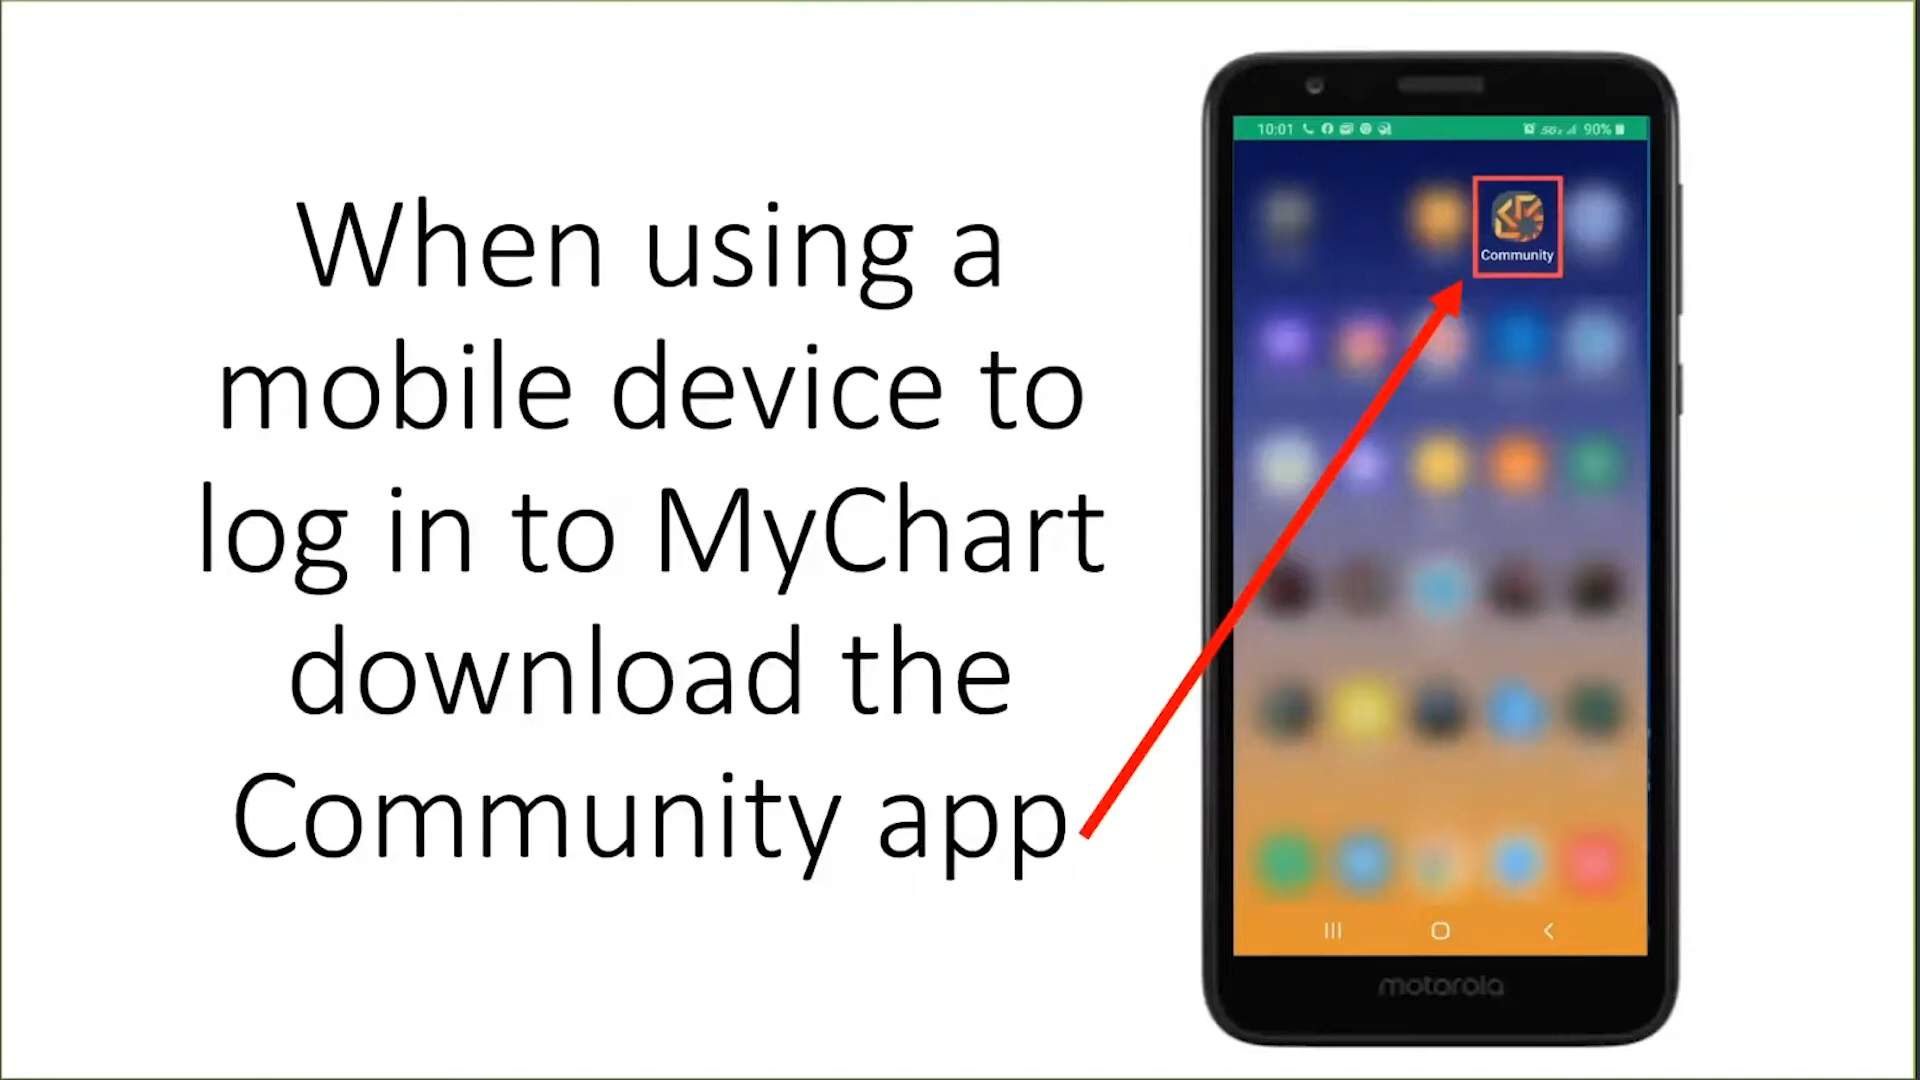 When using a
mobile device to
log in to MyChart
download the
Community app
10:01
90%
Community
motorola